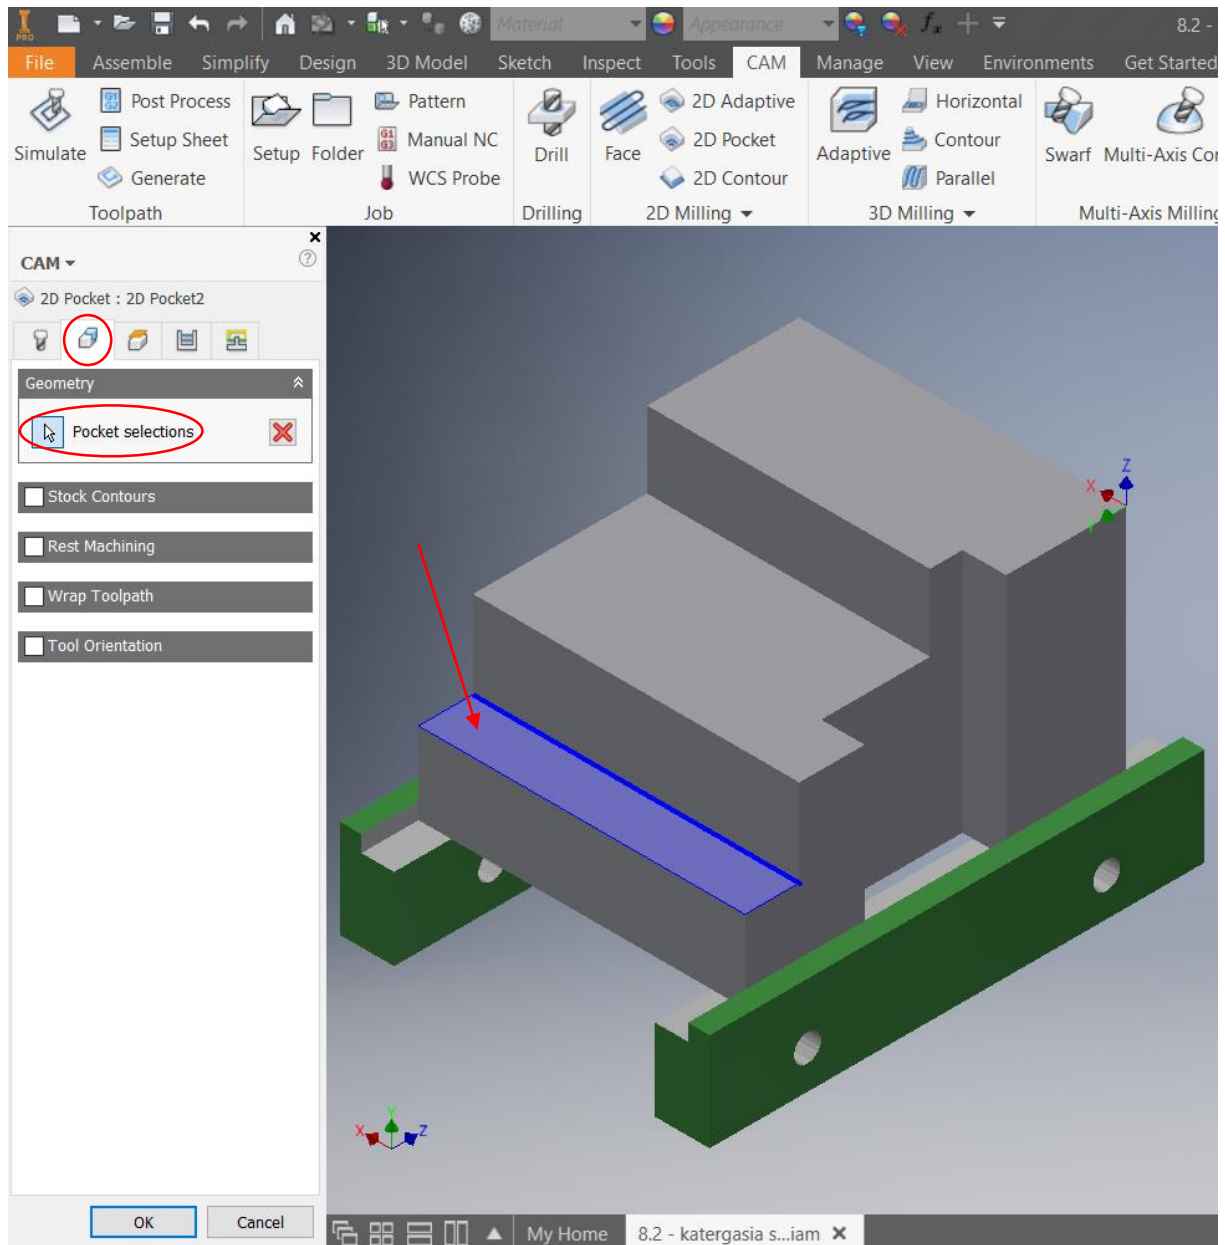 PRO Material Appearance fx 8.2 -
File Assemble Simplify Design 3D Model Sketch Inspect Tools CAM Manage View Environments Get Started
Post Process Pattern 2D Adaptive Horizontal
Setup Sheet Manual NC 2D Pocket Contour
Simulate Setup Folder Drill Face Adaptive Swarf Multi-Axis Con
Generate WCS Probe 2D Contour Parallel
Toolpath Job Drilling 2D Milling 3D Milling Multi-Axis Milling
CAM
2D Pocket : 2D Pocket2
Geometry
Pocket selections
Stock Contours
Rest Machining
Wrap Toolpath
Tool Orientation
Z
X
Y
Y
X Z
OK Cancel
My Home 8.2 - katergasia s...iam